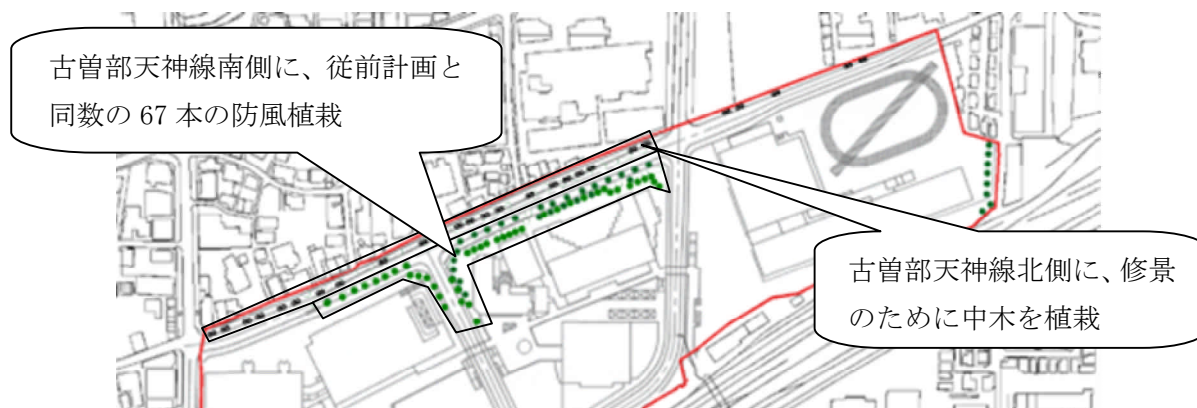 古曽部天神線南側に、従前計画と
同数の 67 本の防風植栽
古曽部天神線北側に、修景
のために中木を植栽